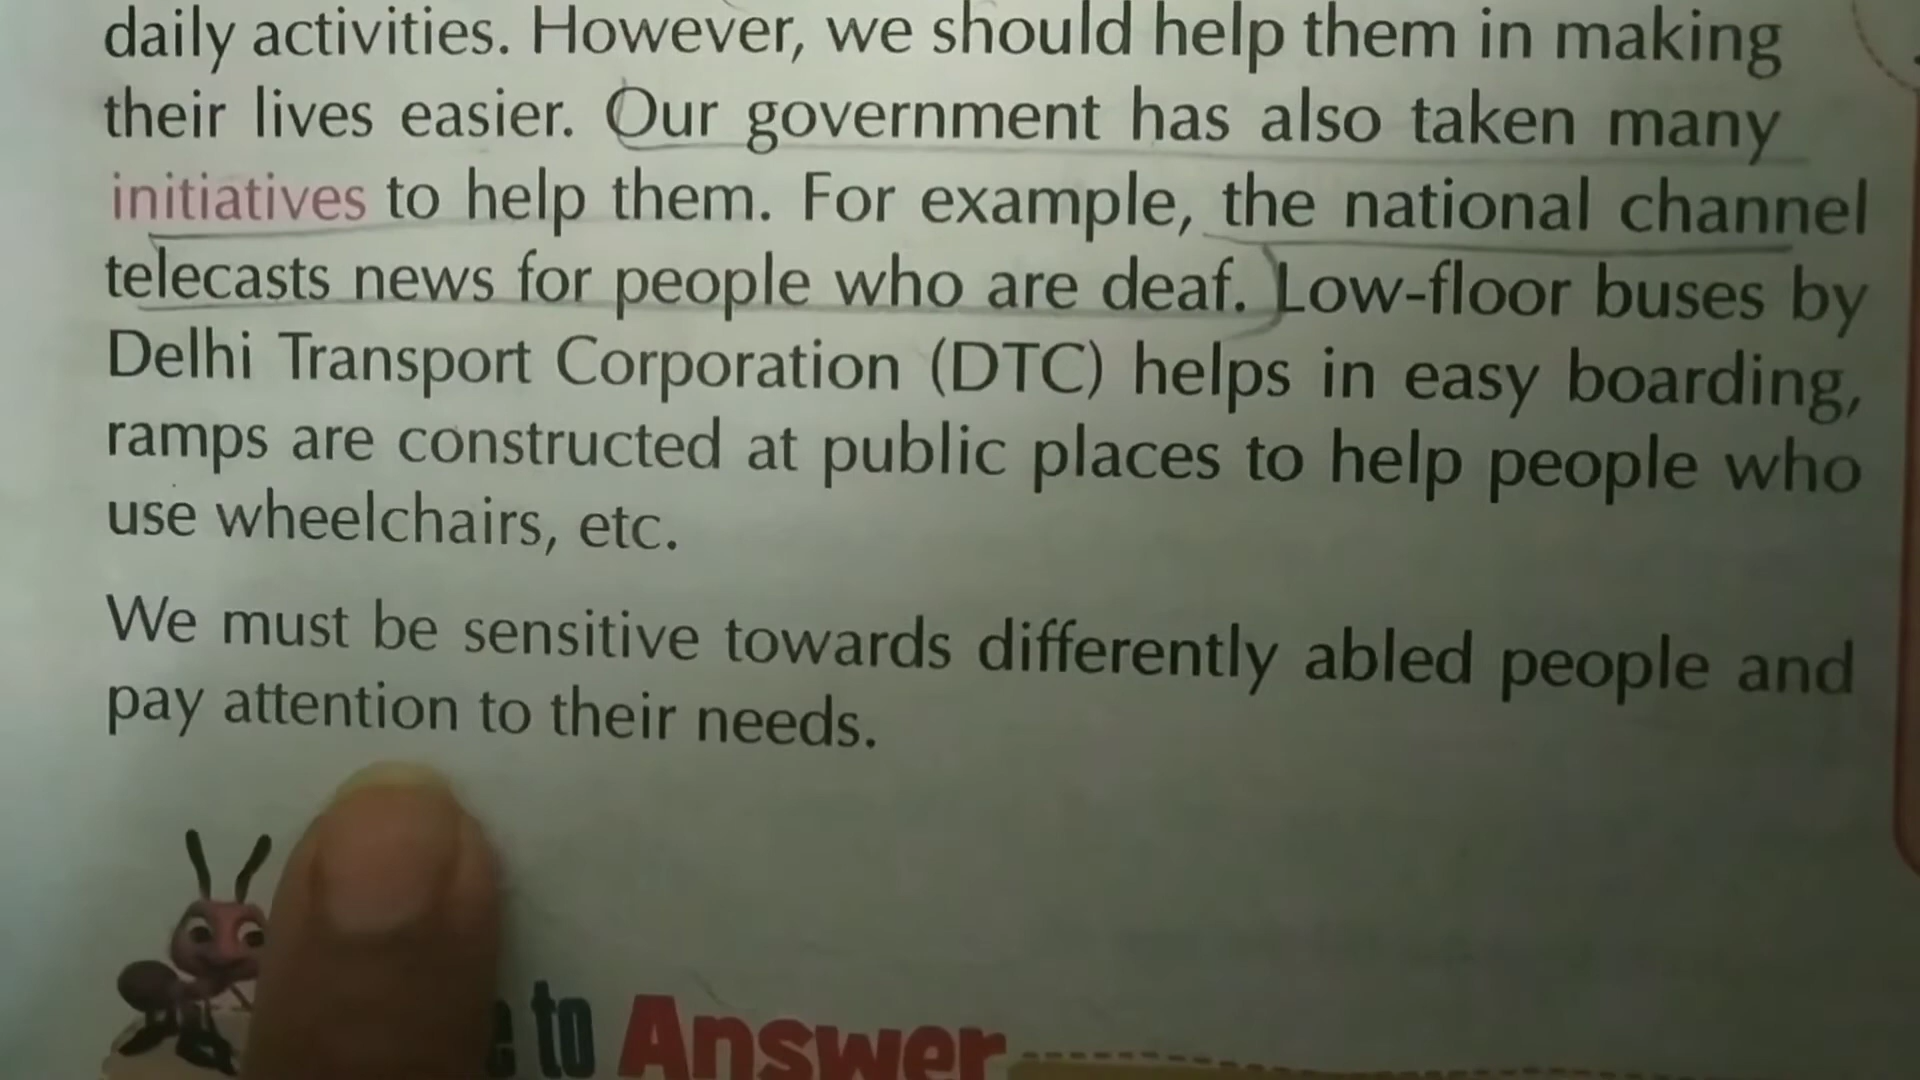 daily activities. However, we should help them in making
their lives easier. Our government has also taken many
initiatives to help them. For example, the national channel
telecasts news for people who are deaf. Low-floor buses by
Delhi Transport Corporation (DTC) helps in easy boarding,
ramps are constructed at public places to help people who
use wheelchairs, etc.
We must be sensitive towards differently abled people and
pay attention to their needs.
to Answer